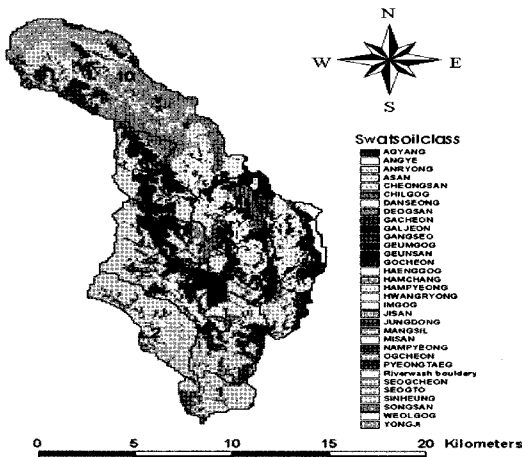 N
W E
S
Swatsoilclass
AGYANG
ANGYE
ANRYONG
ASAN
CHEONGSAN
CHILGOG
DANSEONG
DEOGSAN
GACHEON
GALJEON
GANGSEO
GEUMGOG
GEUNSAN
GOCHEON
HAENGGOG
HAMCHANG
HAMPYEONG
HWANGRYONG
IMGOG
JISAN
JUNGDONG
MANGSIL
MISAN
NAMPYEONG
OGCHEON
PYEONGTAEG
Riverwash bouldery
SEOGCHEON
SEOGTO
SINHEUNG
SONGSAN
WEOLGOG
YONGJI
10
0 5 10 15 20 Kilometers